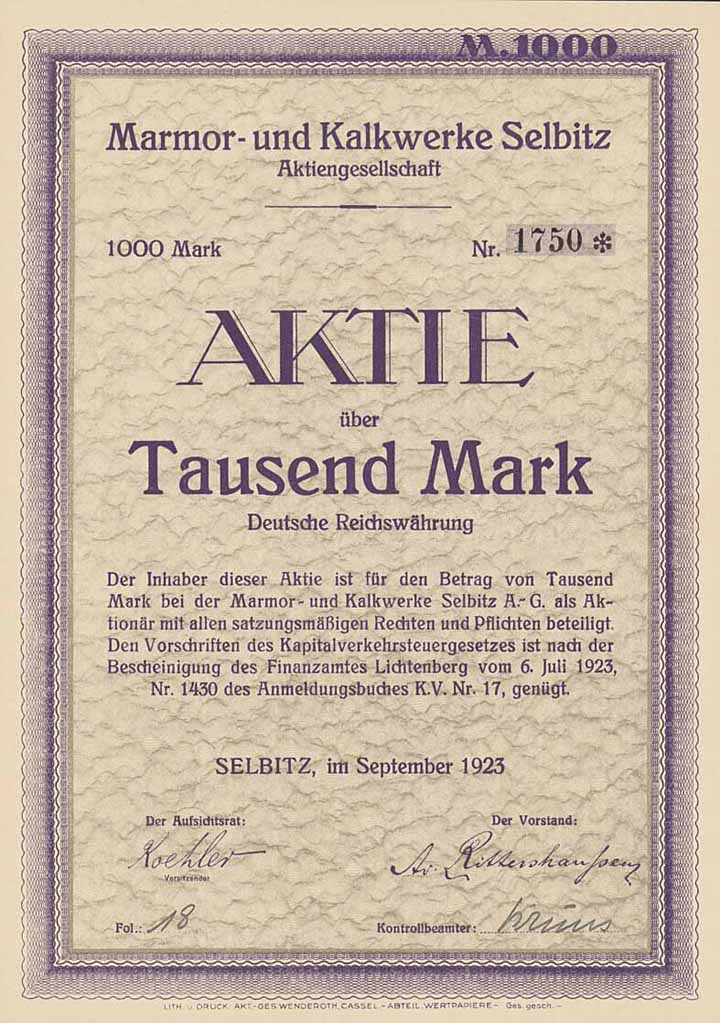 M.1000
Marmor- und Kalkwerke Selbitz
Aktiengesellschaft
1000 Mark Nr. 1750 *
AKTIE
über
Tausend Mark
Deutsche Reichswährung
Der Inhaber dieser Aktie ist für den Betrag von Tausend
Mark bei der Marmor- und Kalkwerke Selbitz A.-G. als Ak-
tionär mit allen satzungsmäßigen Rechten und Pflichten beteiligt.
Den Vorschriften des Kapitalverkehrsteuergesetzes ist nach der
Bescheinigung des Finanzamtes Lichtenberg vom 6. Juli 1923,
Nr. 1430 des Anmeldungsbuches K.V. Nr. 17, genügt.
SELBITZ, im September 1923
Der Aufsichtsrat: Der Vorstand:
Koehler Rittershaussen
Vorsitzender
Fol.: 18 Kontrollbeamter:
LITH. u. DRUCK: AKT.-GES WENDEROTH, CASSEL. - ABTEIL. WERTPAPIERE - Ges. gesch. -